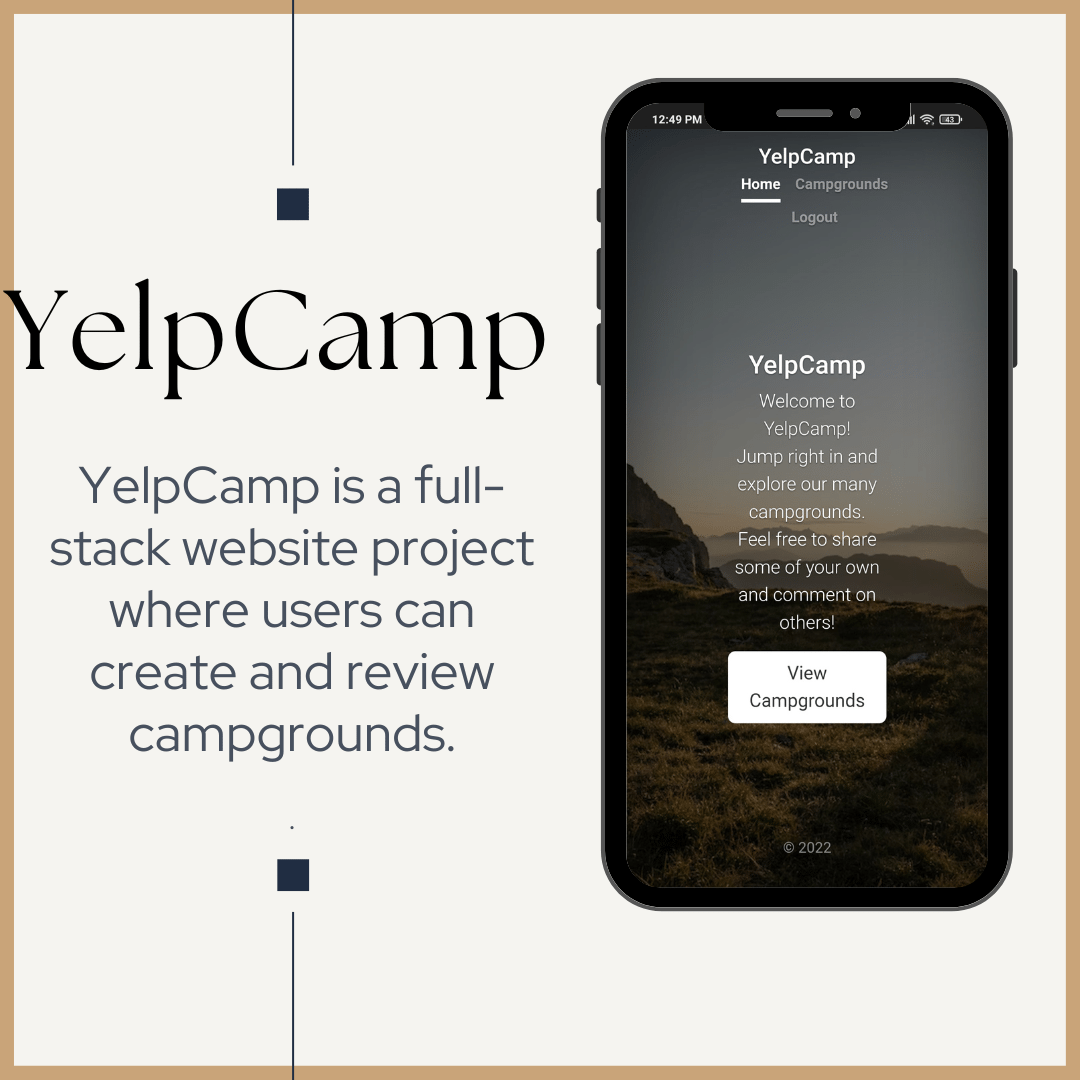 YelpCamp
YelpCamp is a full-
stack website project
where users can
create and review
campgrounds.
.
12:49 PM
43
YelpCamp
Home Campgrounds
Logout
YelpCamp
Welcome to
YelpCamp!
Jump right in and
explore our many
campgrounds.
Feel free to share
some of your own
and comment on
others!
View
Campgrounds
© 2022